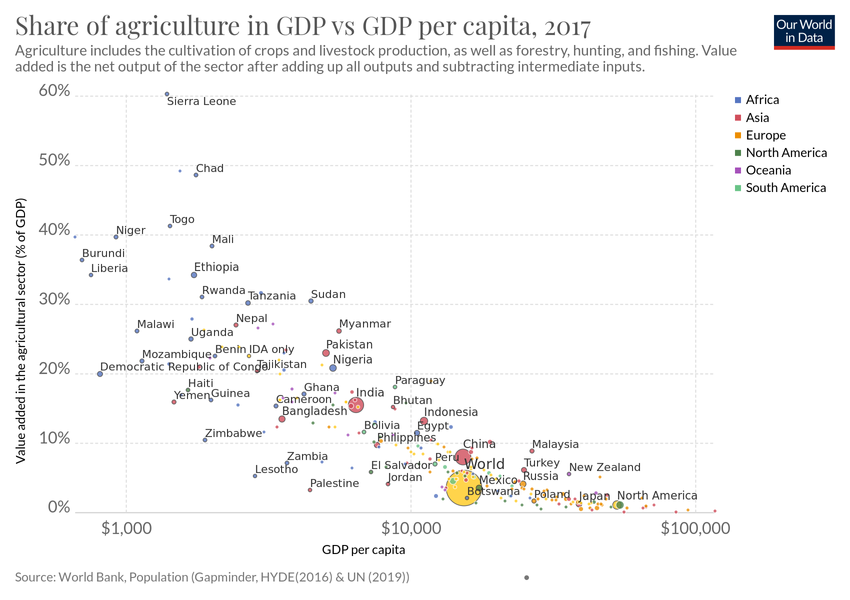 Share of agriculture in GDP vs GDP per capita, 2017
Our World
in Data
Agriculture includes the cultivation of crops and livestock production, as well as forestry, hunting, and fishing. Value
added is the net output of the sector after adding up all outputs and subtracting intermediate inputs.
Value added in the agricultural sector (% of GDP)
60%
50%
40%
30%
20%
10%
0%
Sierra Leone
Chad
Togo
Niger
Mali
Burundi
Liberia
Ethiopia
Rwanda
Tanzania
Sudan
Malawi
Nepal
Myanmar
Uganda
Pakistan
Mozambique
Benin
IDA only
Nigeria
Democratic Republic of Congo
Tajikistan
Haiti
Ghana
India
Paraguay
Yemen
Guinea
Cameroon
Bhutan
Bangladesh
Indonesia
Zimbabwe
Bolivia
Egypt
Philippines
China
Malaysia
Zambia
Lesotho
El Salvador
Peru
World
Turkey
New Zealand
Palestine
Jordan
Mexico
Russia
Botswana
Poland
Japan
North America
$1,000
$10,000
$100,000
GDP per capita
Africa
Asia
Europe
North America
Oceania
South America
Source: World Bank, Population (Gapminder, HYDE(2016) & UN (2019))